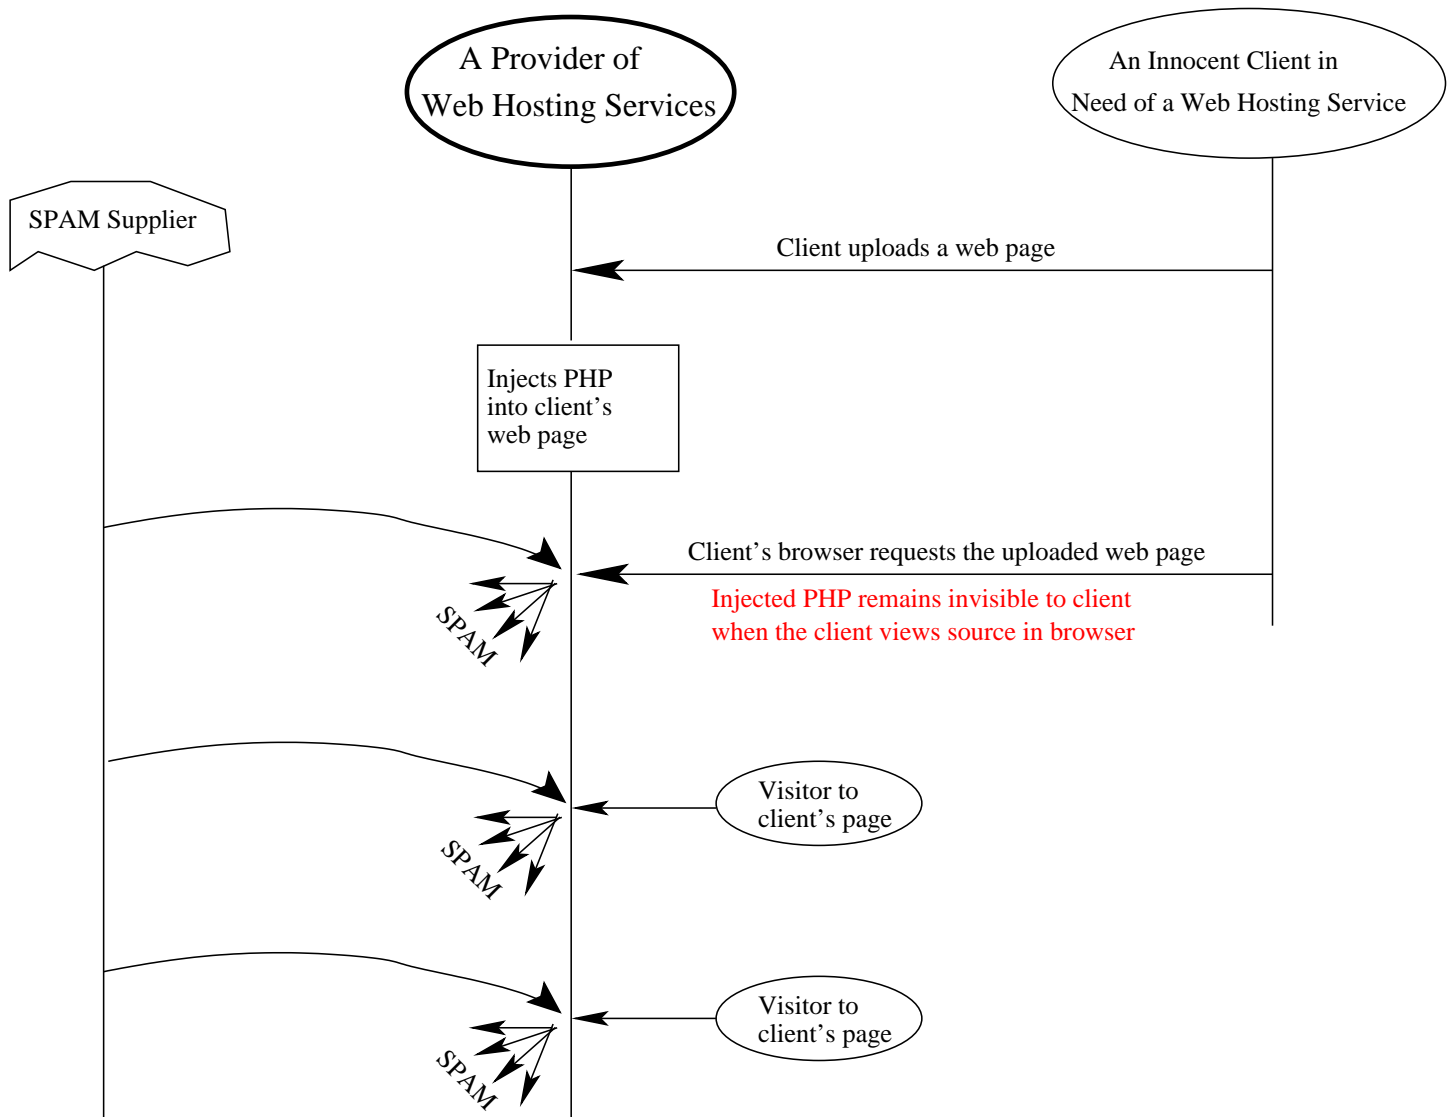 A Provider of
Web Hosting Services
An Innocent Client in
Need of a Web Hosting Service
SPAM Supplier
Client uploads a web page
Injects PHP
into client's
web page
Client's browser requests the uploaded web page
Injected PHP remains invisible to client
when the client views source in browser
SPAM
Visitor to
client's page
SPAM
Visitor to
client's page
SPAM